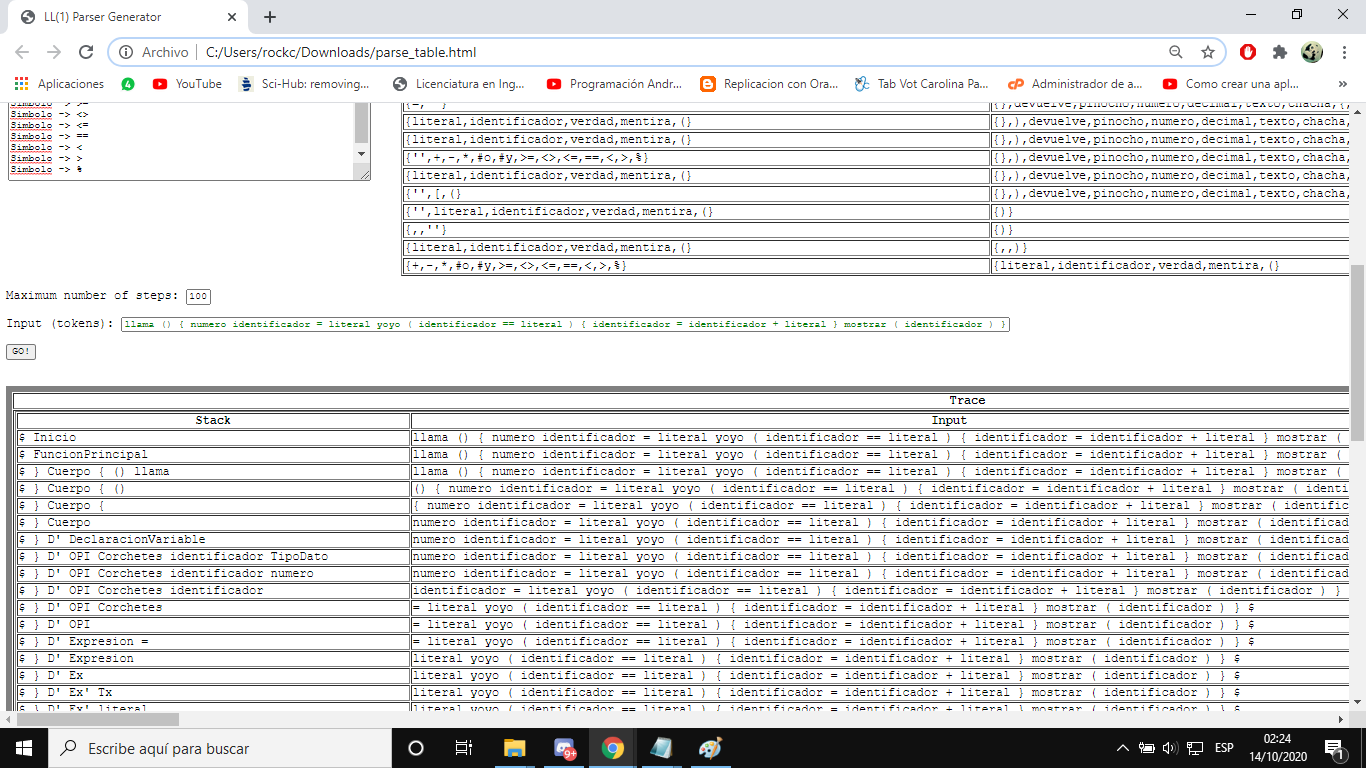 LL(1) Parser Generator
Archivo C:/Users/rockc/Downloads/parse_table.html
Aplicaciones YouTube Sci-Hub: removing... Licenciatura en Ing... Programación Andr... Replicacion con Ora... Tab Vot Carolina Pa... Administrador de a... Como crear una apl... »
Simbolo -> >=
Simbolo -> <>
Simbolo -> <=
Simbolo -> ==
Simbolo -> <
Simbolo -> >
Simbolo -> %
{=,''} {},devuelve,pinocho,numero,decimal,texto,chacha,(,
{literal,identificador,verdad,mentira,(} {},),devuelve,pinocho,numero,decimal,texto,chacha,
{literal,identificador,verdad,mentira,(} {},),devuelve,pinocho,numero,decimal,texto,chacha,
{'',+,-,*,#o,#y,>=,<>,<=,==,<,>,%} {},),devuelve,pinocho,numero,decimal,texto,chacha,
{literal,identificador,verdad,mentira,(} {},),devuelve,pinocho,numero,decimal,texto,chacha,
{'',[,(} {},),devuelve,pinocho,numero,decimal,texto,chacha,
{'',literal,identificador,verdad,mentira,(} {)}
{,,''} {)}
{literal,identificador,verdad,mentira,(} {,,)}
{+,-,*,#o,#y,>=,<>,<=,==,<,>,%} {literal,identificador,verdad,mentira,(}
Maximum number of steps: 100
Input (tokens): llama () { numero identificador = literal yoyo ( identificador == literal ) { identificador = identificador + literal } mostrar ( identificador ) }
GO!
Trace
Stack Input
$ Inicio llama () { numero identificador = literal yoyo ( identificador == literal ) { identificador = identificador + literal } mostrar (
$ FuncionPrincipal llama () { numero identificador = literal yoyo ( identificador == literal ) { identificador = identificador + literal } mostrar (
$ } Cuerpo { () llama llama () { numero identificador = literal yoyo ( identificador == literal ) { identificador = identificador + literal } mostrar (
$ } Cuerpo { () () { numero identificador = literal yoyo ( identificador == literal ) { identificador = identificador + literal } mostrar ( identi
$ } Cuerpo { { numero identificador = literal yoyo ( identificador == literal ) { identificador = identificador + literal } mostrar ( identific
$ } Cuerpo numero identificador = literal yoyo ( identificador == literal ) { identificador = identificador + literal } mostrar ( identificad
$ } D' DeclaracionVariable numero identificador = literal yoyo ( identificador == literal ) { identificador = identificador + literal } mostrar ( identificad
$ } D' OPI Corchetes identificador TipoDato numero identificador = literal yoyo ( identificador == literal ) { identificador = identificador + literal } mostrar ( identificad
$ } D' OPI Corchetes identificador numero numero identificador = literal yoyo ( identificador == literal ) { identificador = identificador + literal } mostrar ( identificad
$ } D' OPI Corchetes identificador identificador = literal yoyo ( identificador == literal ) { identificador = identificador + literal } mostrar ( identificador ) }
$ } D' OPI Corchetes = literal yoyo ( identificador == literal ) { identificador = identificador + literal } mostrar ( identificador ) } $
$ } D' OPI = literal yoyo ( identificador == literal ) { identificador = identificador + literal } mostrar ( identificador ) } $
$ } D' Expresion = = literal yoyo ( identificador == literal ) { identificador = identificador + literal } mostrar ( identificador ) } $
$ } D' Expresion literal yoyo ( identificador == literal ) { identificador = identificador + literal } mostrar ( identificador ) } $
$ } D' Ex literal yoyo ( identificador == literal ) { identificador = identificador + literal } mostrar ( identificador ) } $
$ } D' Ex' Tx literal yoyo ( identificador == literal ) { identificador = identificador + literal } mostrar ( identificador ) } $
$ } D' Ex' literal literal yoyo ( identificador == literal ) { identificador = identificador + literal } mostrar ( identificador ) } $
Escribe aquí para buscar
9+
ESP
02:24
14/10/2020
1